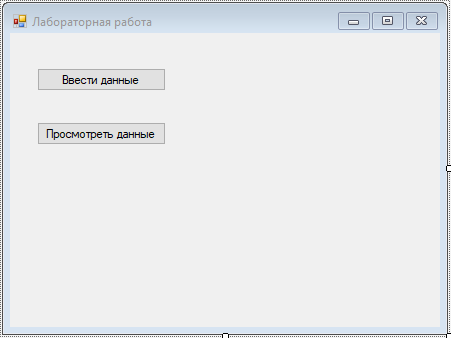 Лабораторная работа
Ввести данные
Просмотреть данные